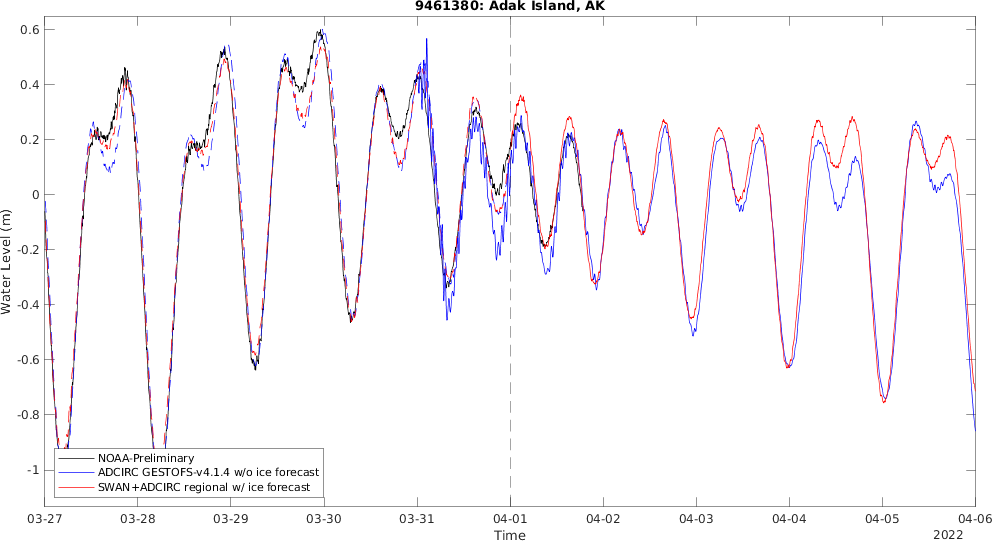 9461380: Adak Island, AK
0.6
0.4
0.2
0
-0.2
-0.4
-0.6
-0.8
-1
Water Level (m)
NOAA-Preliminary
ADCIRC GESTOFS-v4.1.4 w/o ice forecast
SWAN+ADCIRC regional w/ ice forecast
03-27 03-28 03-29 03-30 03-31 04-01 04-02 04-03 04-04 04-05 04-06
Time
2022